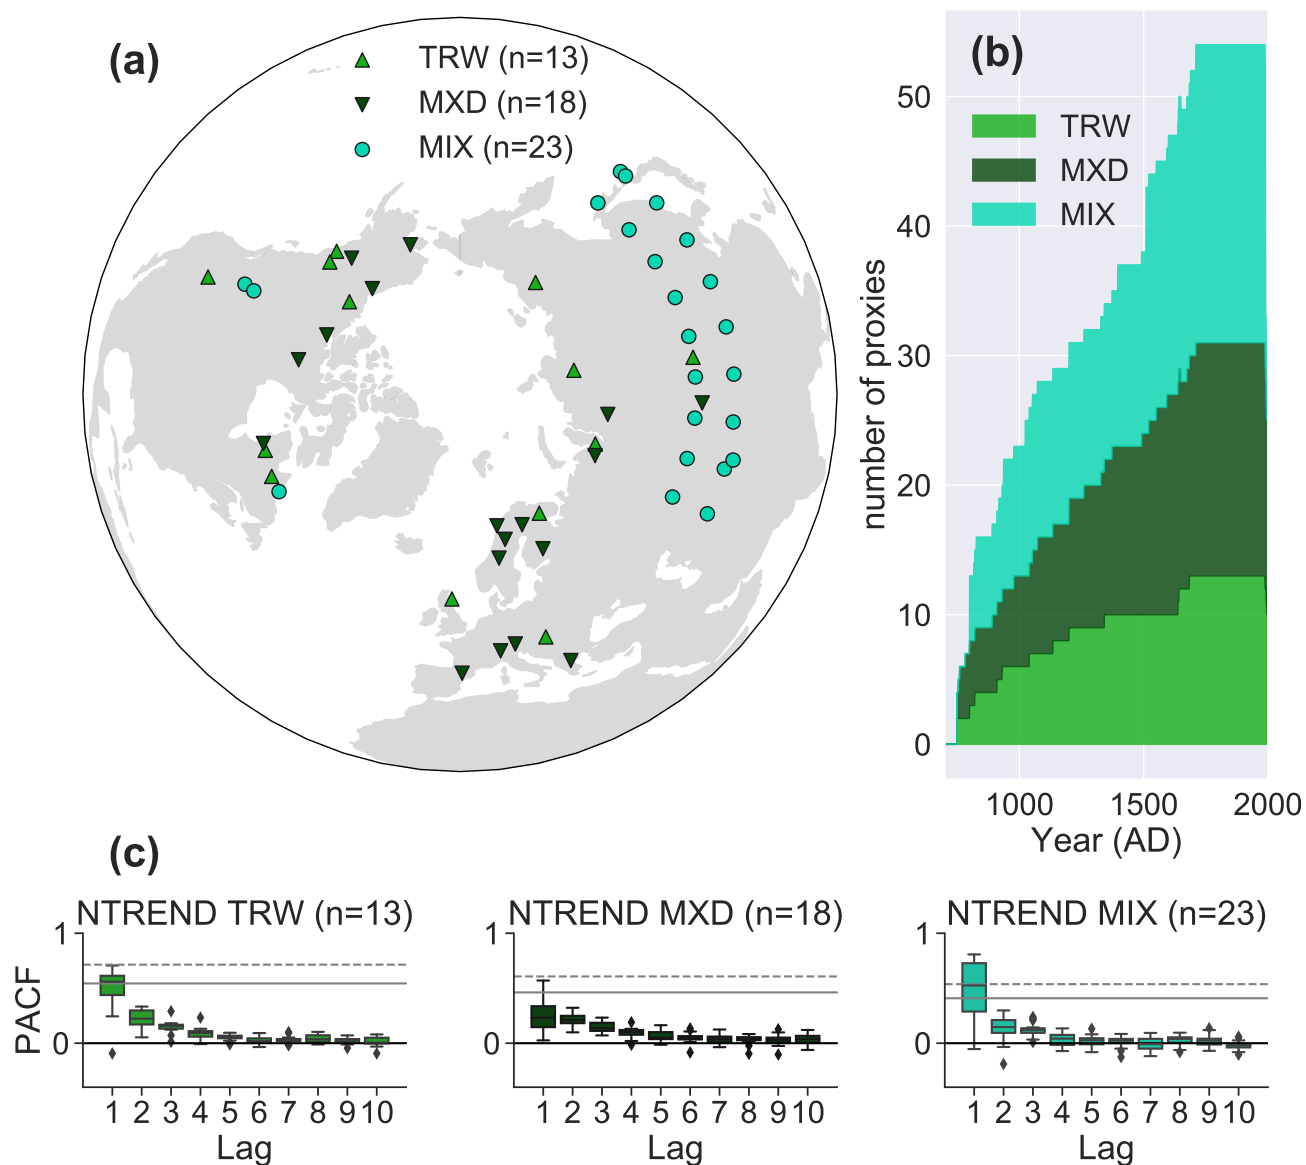 (a)
TRW (n=13)
MXD (n=18)
MIX (n=23)
(b)
TRW
MXD
MIX
number of proxies
50
40
30
20
10
0
1000 1500 2000
Year (AD)
(c)
NTREND TRW (n=13)
PACF
1
0
1 2 3 4 5 6 7 8 9 10
Lag
NTREND MXD (n=18)
1
0
1 2 3 4 5 6 7 8 9 10
Lag
NTREND MIX (n=23)
1
0
1 2 3 4 5 6 7 8 9 10
Lag